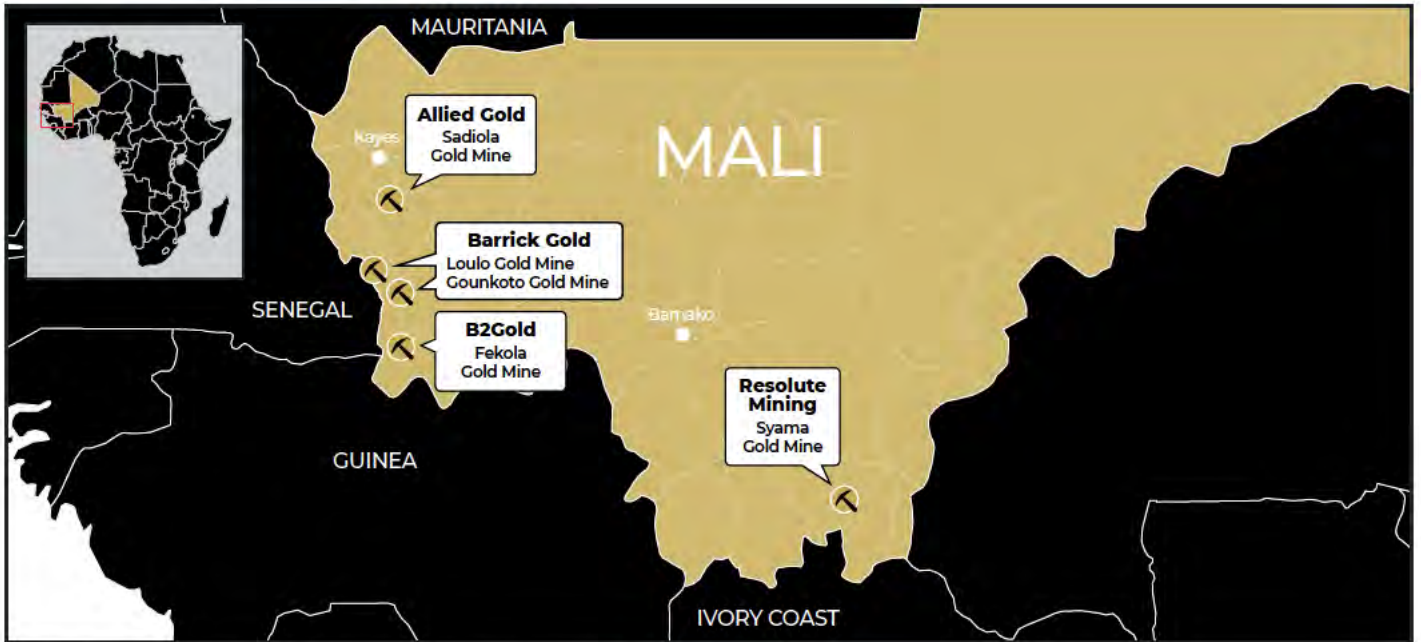 MAURITANIA
Allied Gold
Sadiola
Gold Mine
Kayes
MALI
Barrick Gold
Loulo Gold Mine
Gounkoto Gold Mine
SENEGAL
B2Gold
Fekola
Gold Mine
Bamako
Resolute
Mining
Syama
Gold Mine
GUINEA
IVORY COAST